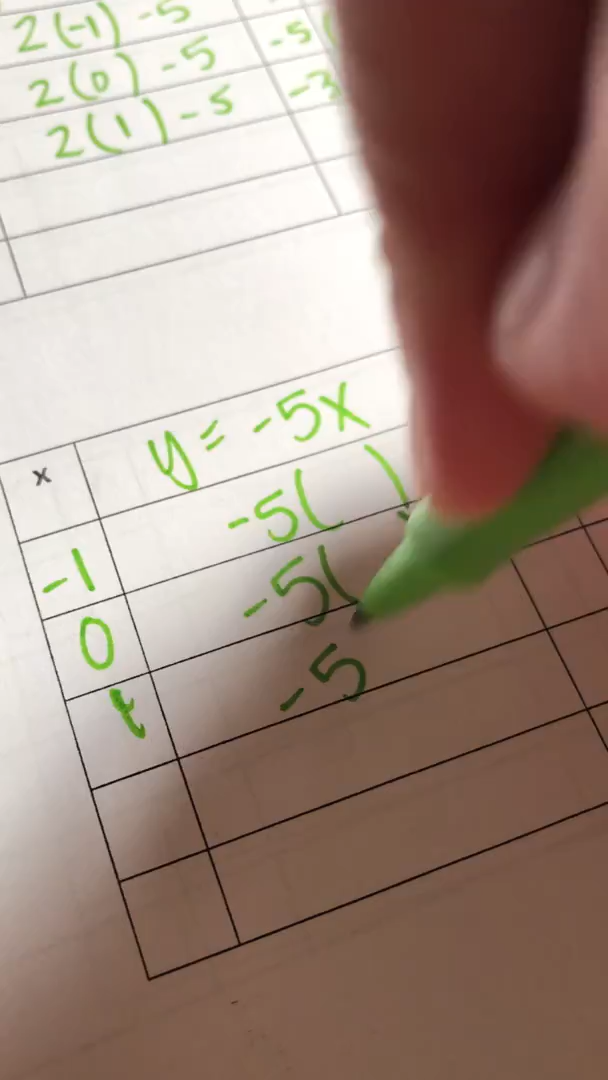 2(-1) -5
2(0) -5 -5(
2(1) -5 -3
x y = -5x
-1 -5( )
0 -5(
1 -5